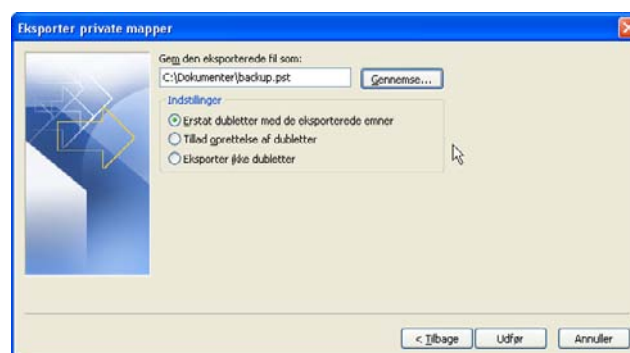 Eksporter private mapper
Gem den eksporterede fil som:
C:\Dokumenter\backup.pst
Gennemse...
Indstillinger
Erstat dubletter med de eksporterede emner
Tillad oprettelse af dubletter
Eksporter ikke dubletter
< Tilbage
Udfør
Annuller